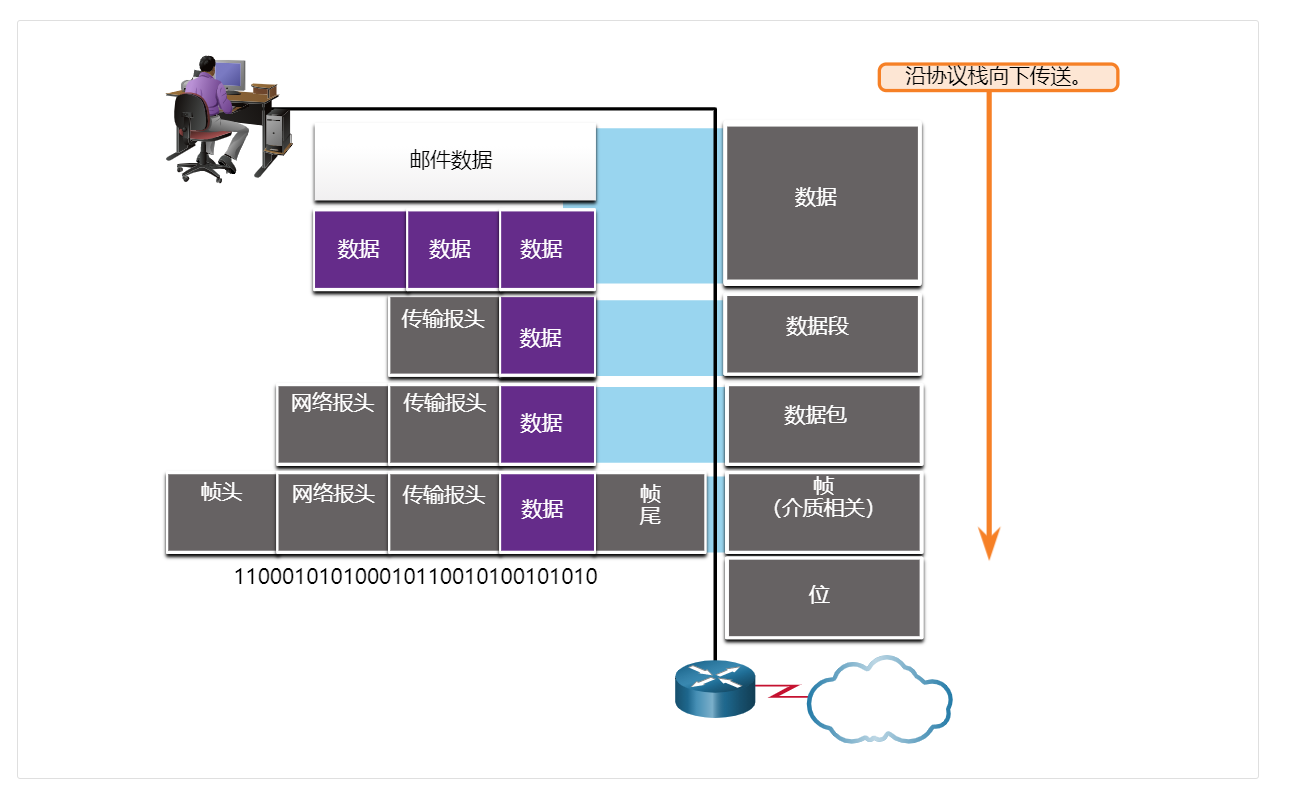 沿协议栈向下传送。
邮件数据
数据
数据 数据 数据
数据段
传输报头 数据
数据包
网络报头 传输报头 数据
帧
(介质相关)
帧头 网络报头 传输报头 数据 帧
尾
11000101010001011001010010​1010
位